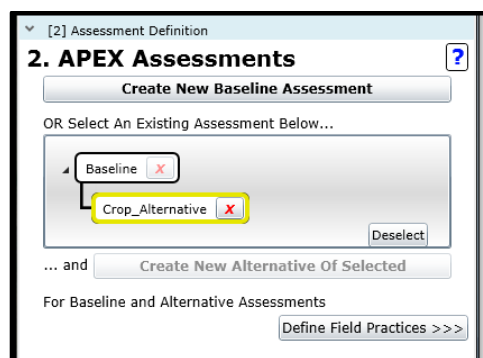 [2] Assessment Definition
2. APEX Assessments ?
Create New Baseline Assessment
OR Select An Existing Assessment Below...
Baseline X
Crop_Alternative X
Deselect
... and Create New Alternative Of Selected
For Baseline and Alternative Assessments
Define Field Practices >>>